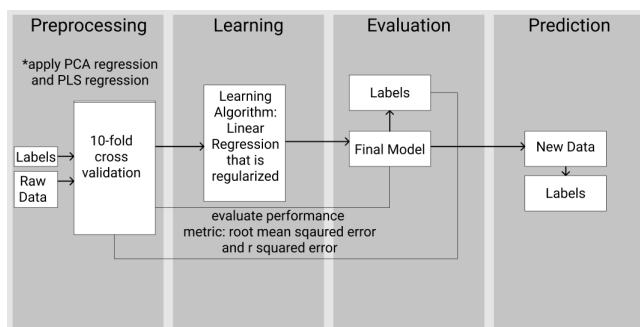 Preprocessing
*apply PCA regression
and PLS regression
Labels
Raw
Data
10-fold
cross
validation
Learning
Learning
Algorithm:
Linear
Regression
that is
regularized
evaluate performance
metric: root mean sqaured error
and r squared error
Evaluation
Labels
Final Model
Prediction
New Data
Labels